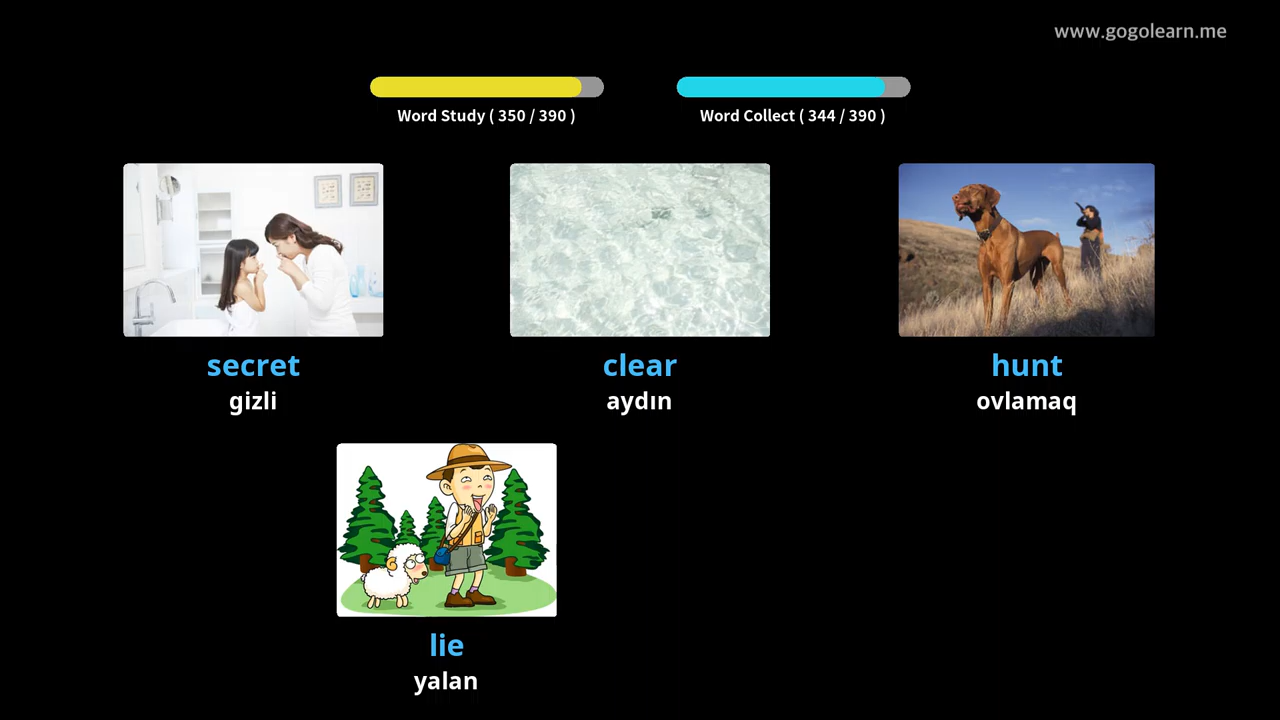 www.gogolearn.me
Word Study ( 350 / 390 )
Word Collect ( 344 / 390 )
secret
gizli
clear
aydın
hunt
ovlamaq
lie
yalan